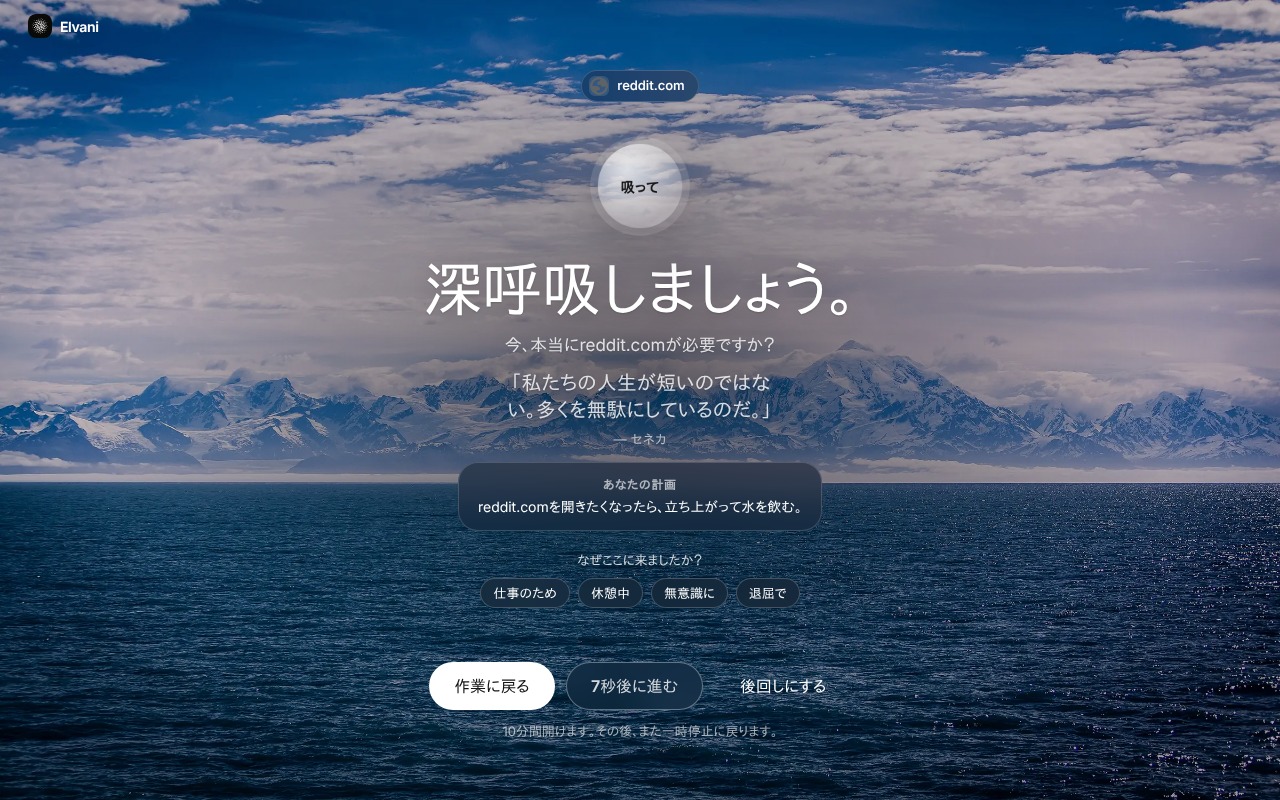 Elvani
reddit.com
吸って
深呼吸しましょう。
今、本当にreddit.comが必要ですか？
「私たちの人生が短いのではな
い。多くを無駄にしているのだ。」
— セネカ
あなたの計画
reddit.comを開きたくなったら、立ち上がって水を飲む。
なぜここに来ましたか？
仕事のため
休憩中
無意識に
退屈で
作業に戻る
7秒後に進む
後回しにする
10分間開けます。その後、また一時停止に戻ります。